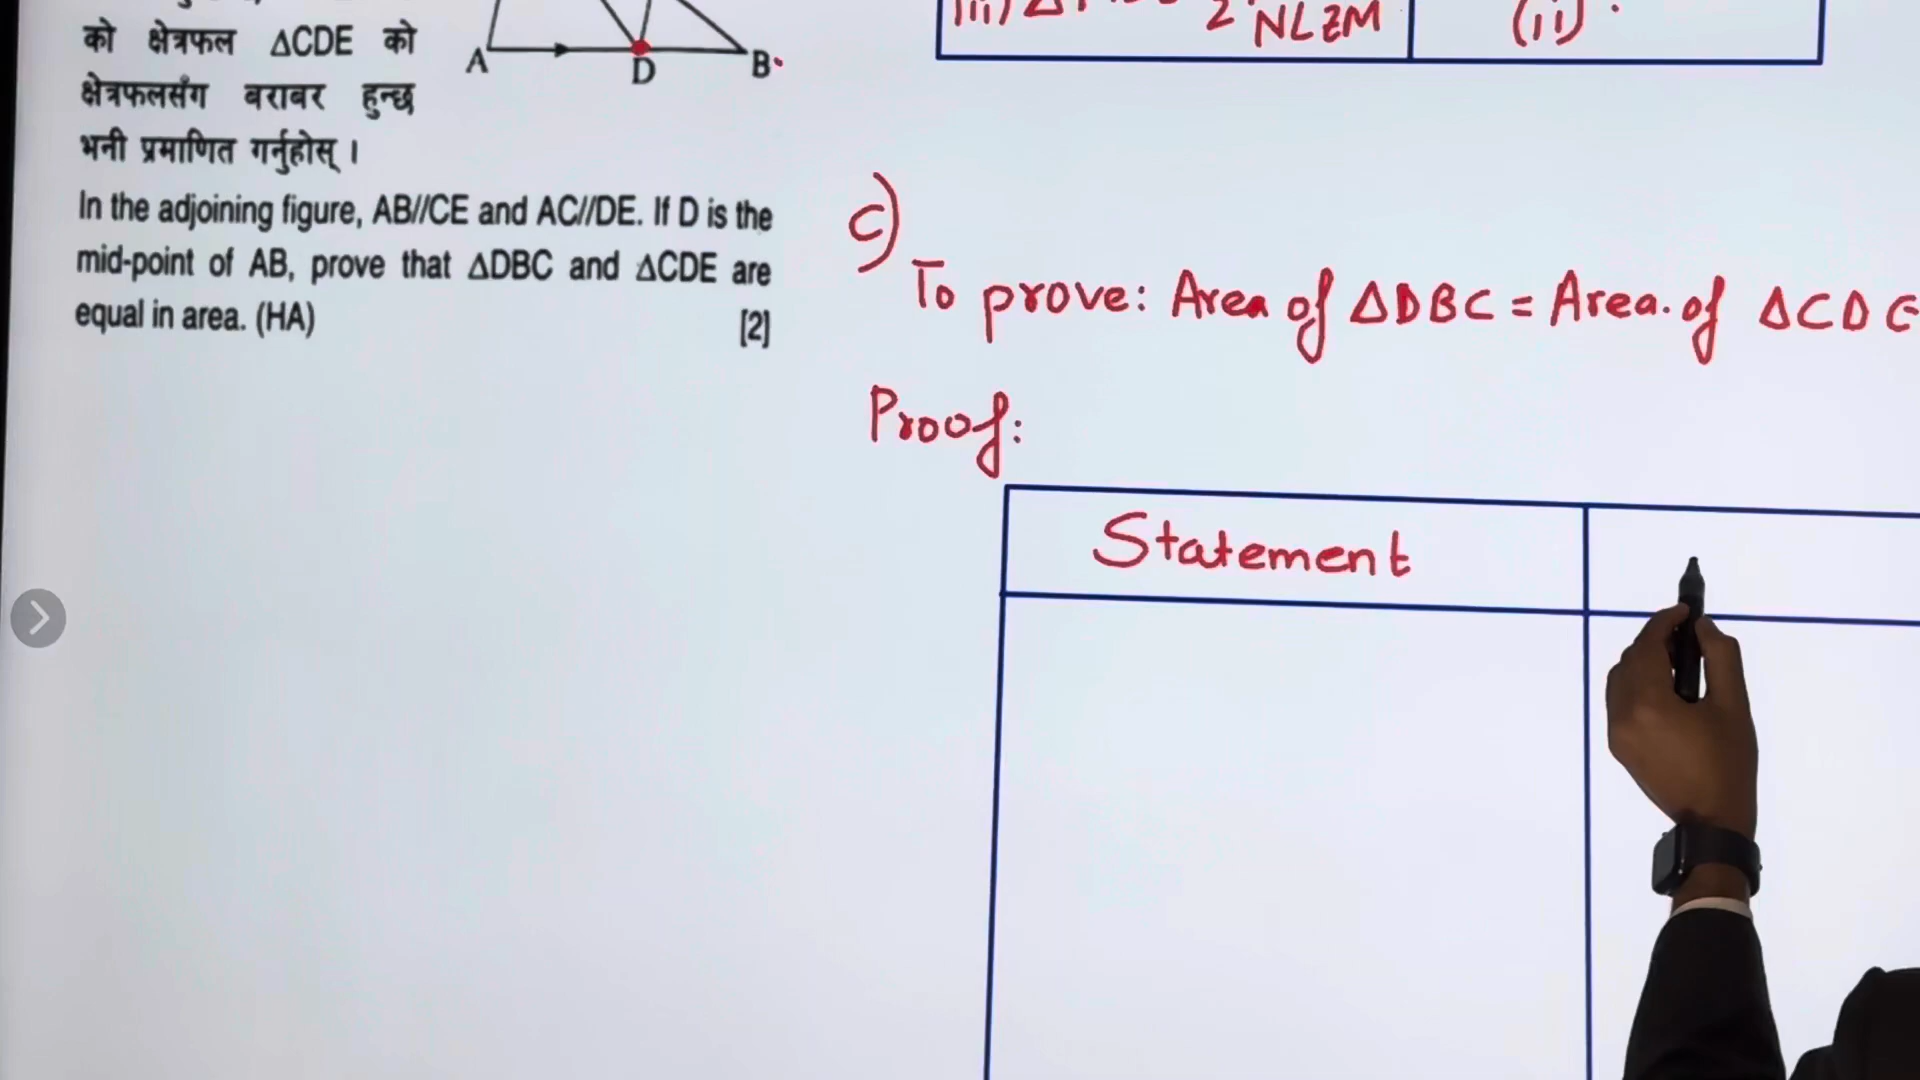 को क्षेत्रफल ΔCDE को
क्षेत्रफलसँग बराबर हुन्छ
भनी प्रमाणित गर्नुहोस् ।
A
D
B
In the adjoining figure, AB//CE and AC//DE. If D is the
mid-point of AB, prove that ΔDBC and ΔCDE are
equal in area. (HA) [2]
2 NLZM
(ii)
c)
To prove: Area of ΔDBC = Area. of ΔCDE
Proof:
Statement